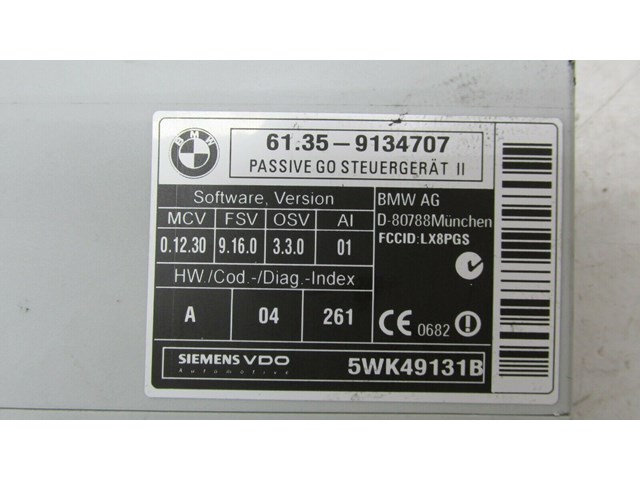 BMW
61.35-9134707
PASSIVE GO STEUERGERÄT II
Software, Version
MCV FSV OSV AI
0.12.30 9.16.0 3.3.0 01
HW./Cod.-/Diag.-Index
A 04 261
BMW AG
D-80788München
FCCID:LX8PGS
CE 0682 !
SIEMENS VDO
Automotive
5WK49131B